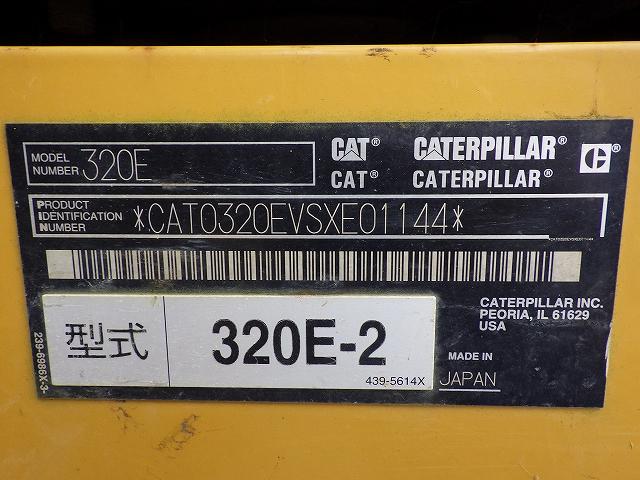 MODEL NUMBER 320E
CAT® CATERPILLAR® C
CAT® CATERPILLAR®
PRODUCT IDENTIFICATION NUMBER *CAT0320EVSXE01144*
*CAT0320EVSXE01144
CATERPILLAR INC.
PEORIA, IL 61629
USA
型式 320E-2
439-5614X
MADE IN
JAPAN
239-6986X-3